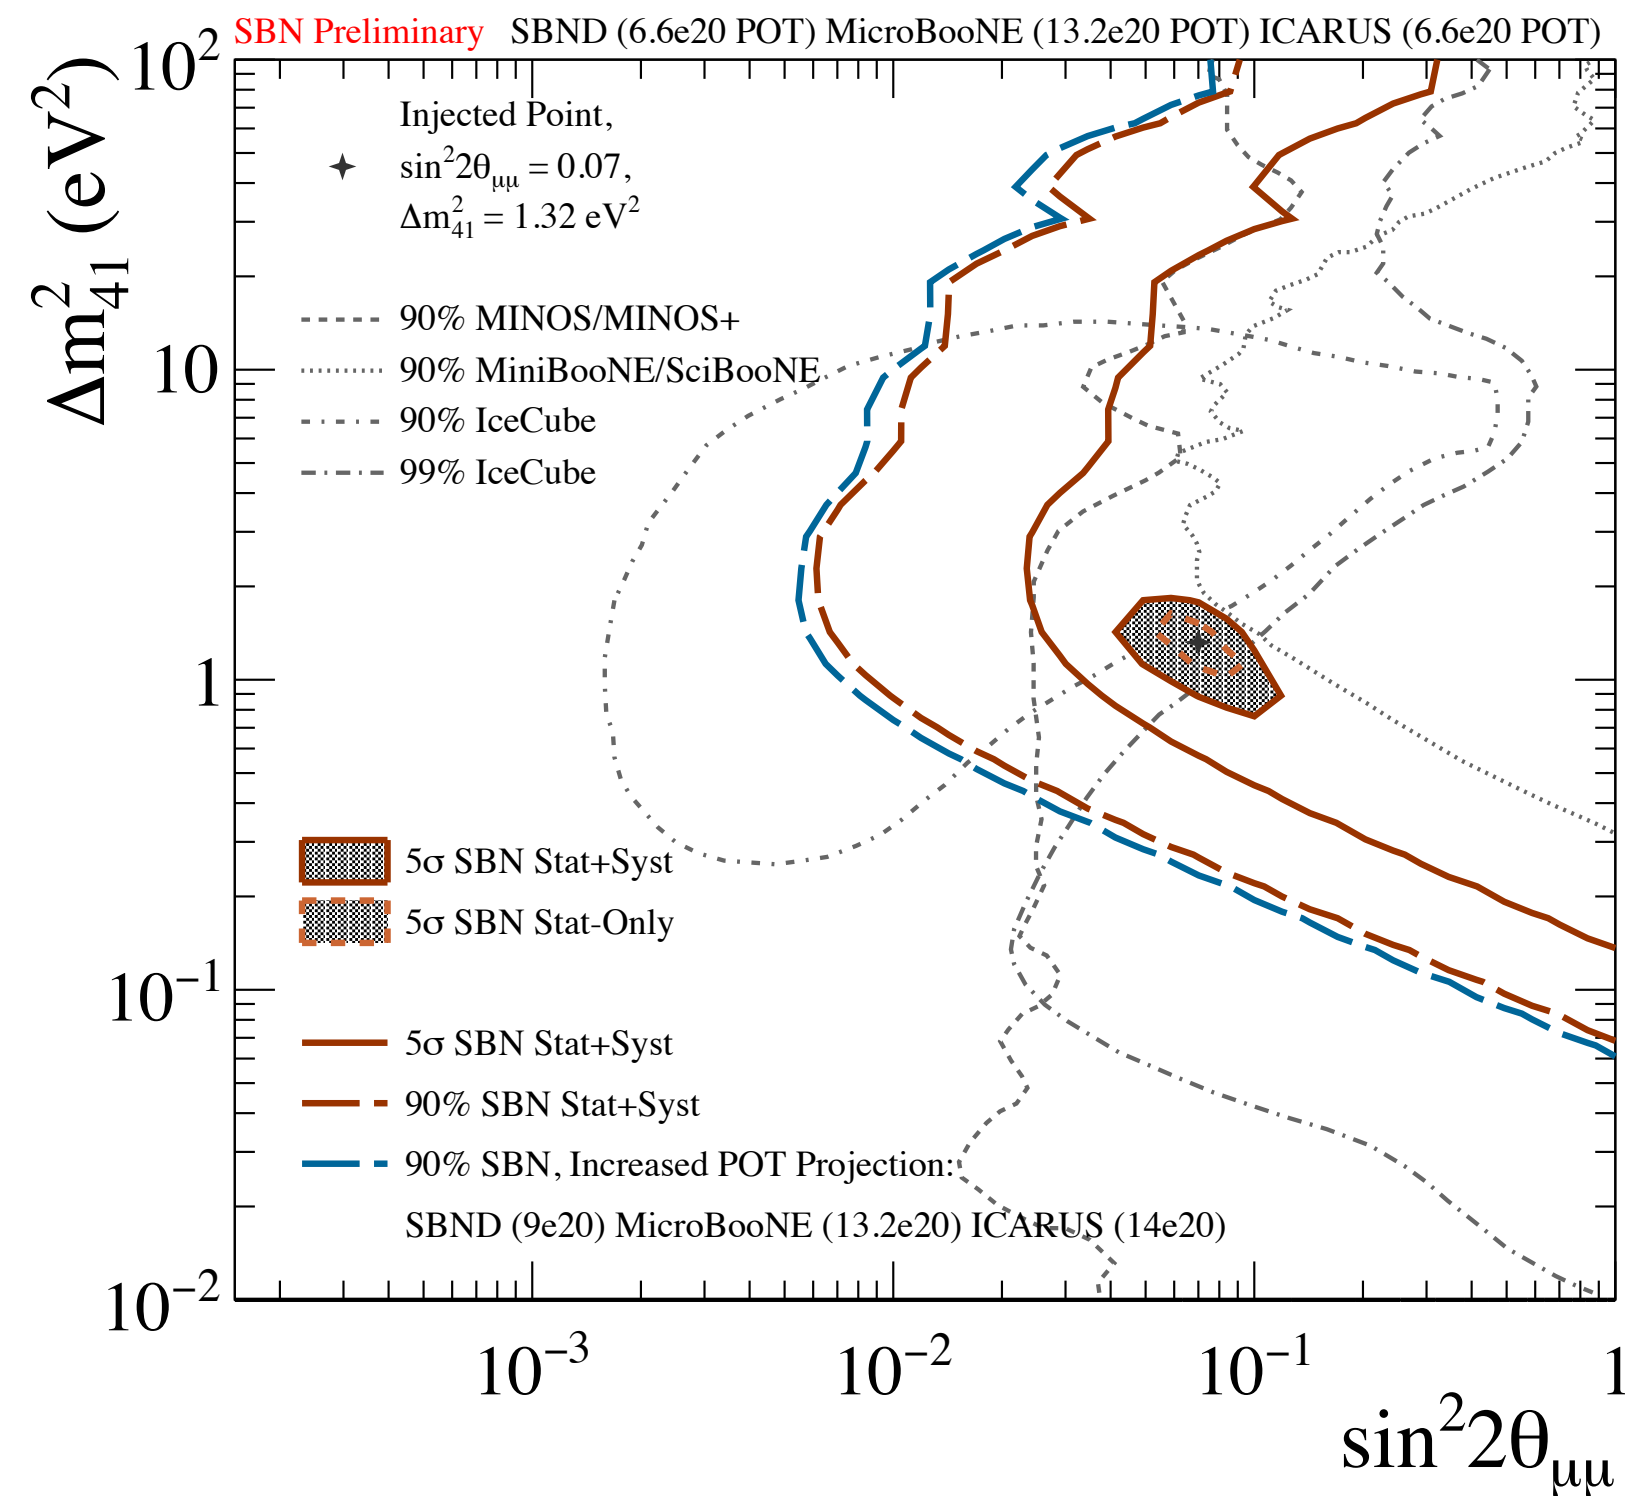 SBN Preliminary SBND (6.6e20 POT) MicroBooNE (13.2e20 POT) ICARUS (6.6e20 POT)
Δm²₄₁ (eV²)
10²
10
1
10⁻¹
10⁻²
Injected Point,
sin²2θμμ = 0.07,
Δm²₄₁ = 1.32 eV²
90% MINOS/MINOS+
90% MiniBooNE/SciBooNE
90% IceCube
99% IceCube
5σ SBN Stat+Syst
5σ SBN Stat-Only
5σ SBN Stat+Syst
90% SBN Stat+Syst
90% SBN, Increased POT Projection:
SBND (9e20) MicroBooNE (13.2e20) ICARUS (14e20)
10⁻³ 10⁻² 10⁻¹ 1
sin²2θμμ